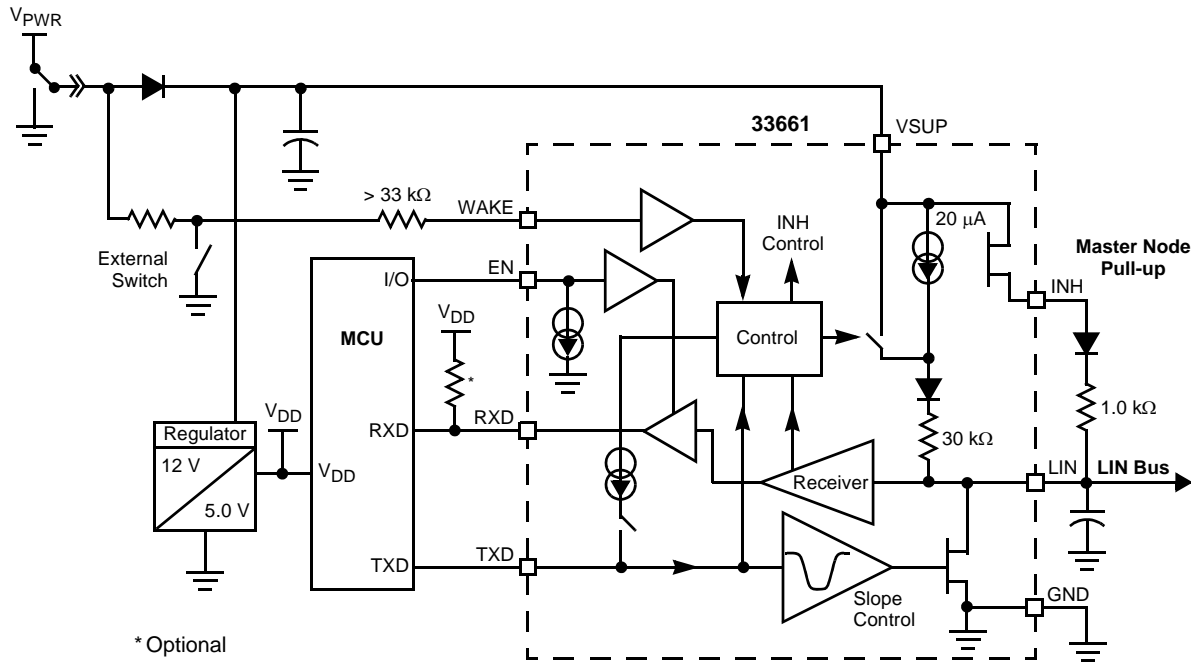 VPWR
33661
VSUP
> 33 kΩ
WAKE
20 μA
INH
Control
Master Node
Pull-up
External
Switch
I/O
EN
INH
VDD
MCU
Control
*
1.0 kΩ
VDD
RXD
RXD
30 kΩ
Regulator
12 V
5.0 V
VDD
Receiver
LIN
LIN Bus
TXD
TXD
Slope
Control
GND
* Optional